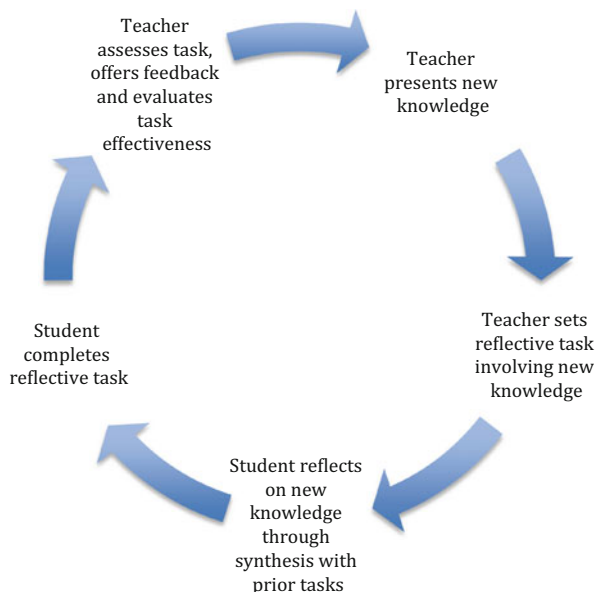 Teacher
assesses task,
offers feedback
and evaluates
task
effectiveness
Teacher
presents new
knowledge
Teacher sets
reflective task
involving new
knowledge
Student reflects
on new
knowledge
through
synthesis with
prior tasks
Student
completes
reflective task